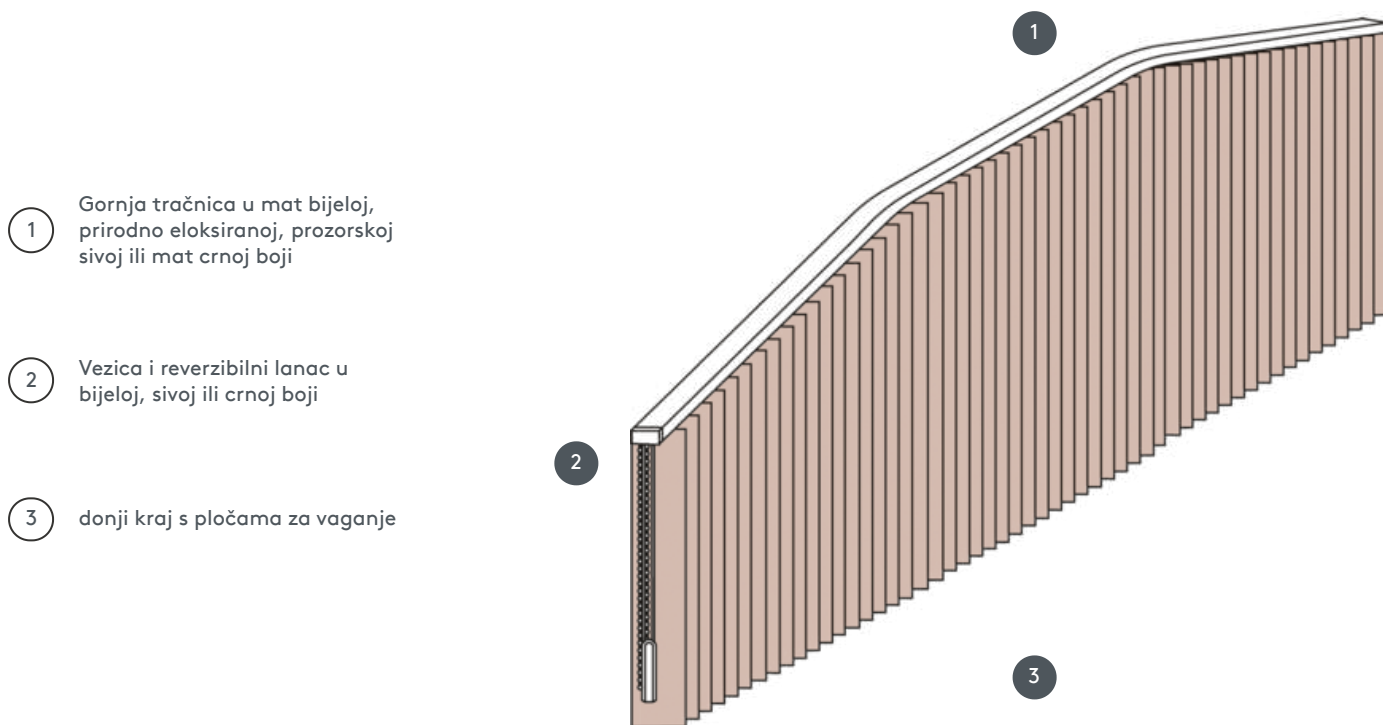 1
Gornja tračnica u mat bijeloj,
prirodno eloksiranoj, prozorskoj
sivoj ili mat crnoj boji
2
Vezica i reverzibilni lanac u
bijeloj, sivoj ili crnoj boji
3
donji kraj s pločama za vaganje
1
2
3